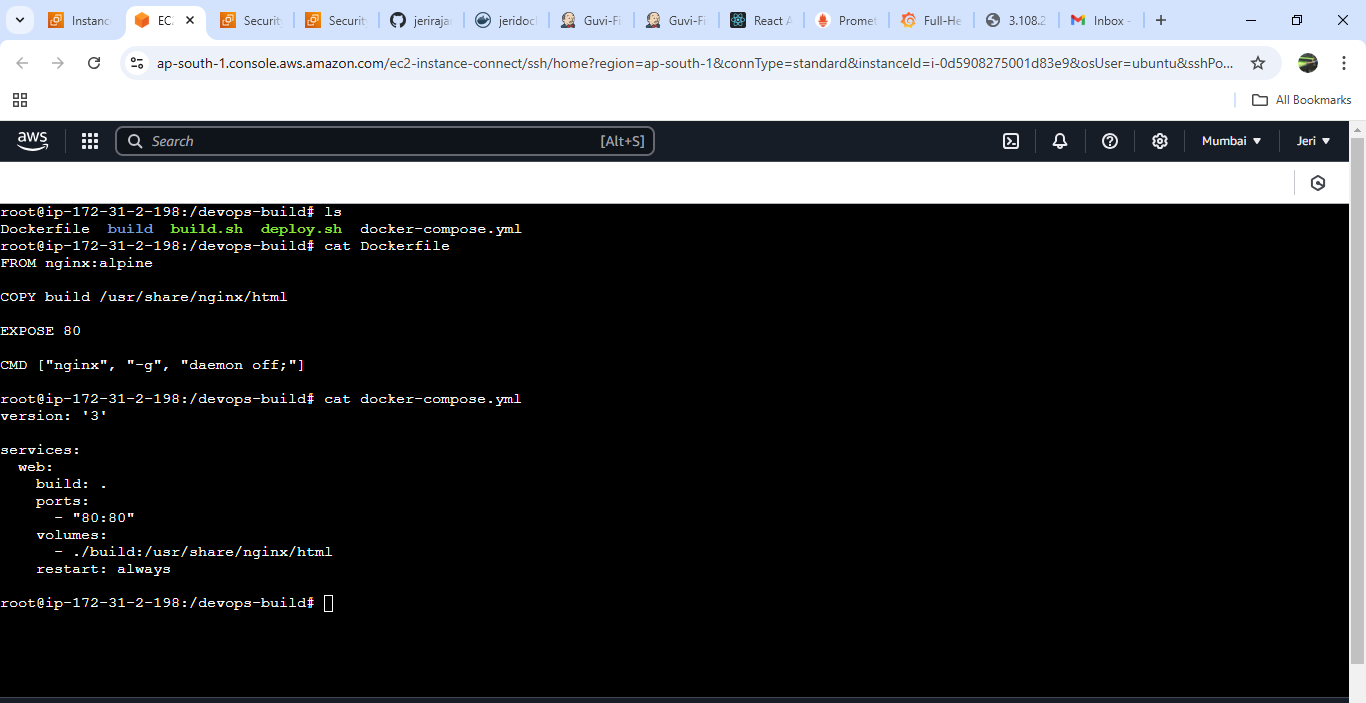 Instanc
EC2
Security
Security
jerirajan
jeridoc
Guvi-Fi
Guvi-Fi
React A
Promet
Full-He
3.108.2
Inbox -
ap-south-1.console.aws.amazon.com/ec2-instance-connect/ssh/home?region=ap-south-1&connType=standard&instanceId=i-0d5908275001d83e9&osUser=ubuntu&sshPo...
All Bookmarks
aws
Search
[Alt+S]
Mumbai
Jeri
root@ip-172-31-2-198:/devops-build# ls
Dockerfile  build  build.sh  deploy.sh  docker-compose.yml
root@ip-172-31-2-198:/devops-build# cat Dockerfile
FROM nginx:alpine
COPY build /usr/share/nginx/html
EXPOSE 80
CMD ["nginx", "-g", "daemon off;"]
root@ip-172-31-2-198:/devops-build# cat docker-compose.yml
version: '3'
services:
  web:
    build: .
    ports:
      - "80:80"
    volumes:
      - ./build:/usr/share/nginx/html
    restart: always
root@ip-172-31-2-198:/devops-build#